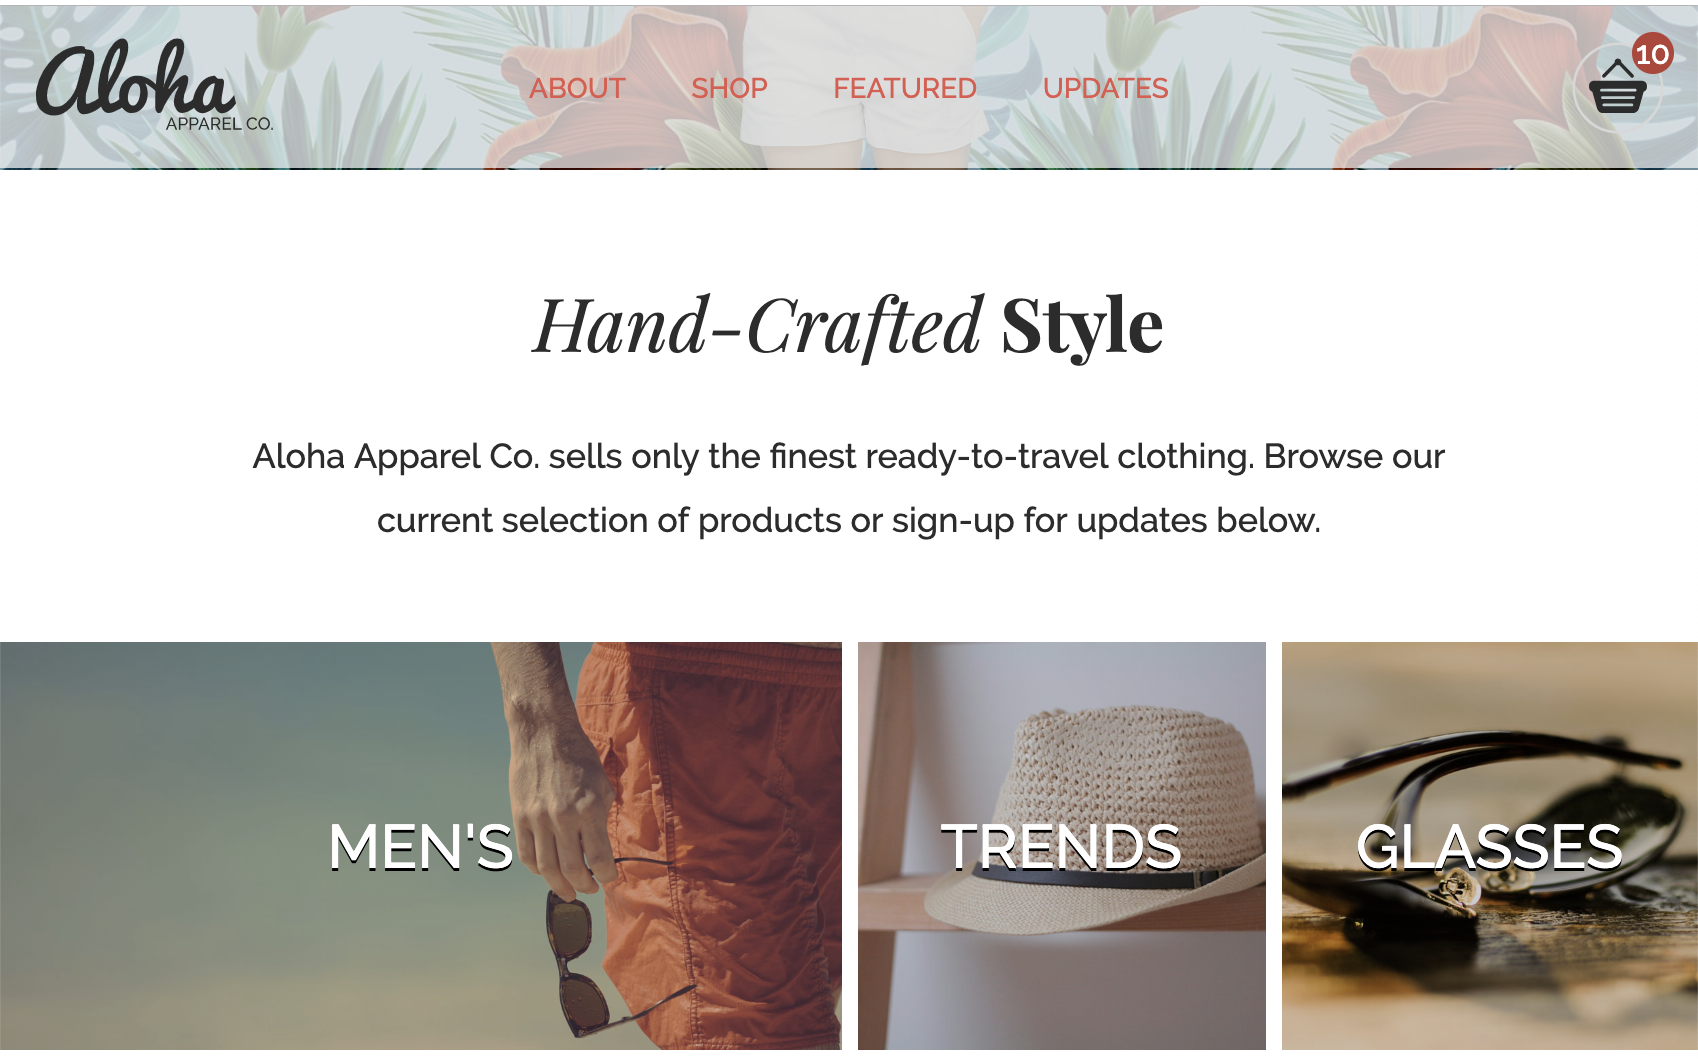 Aloha
APPAREL CO.
ABOUT SHOP FEATURED UPDATES
10
Hand-Crafted Style
Aloha Apparel Co. sells only the finest ready-to-travel clothing. Browse our
current selection of products or sign-up for updates below.
MEN'S
TRENDS
GLASSES